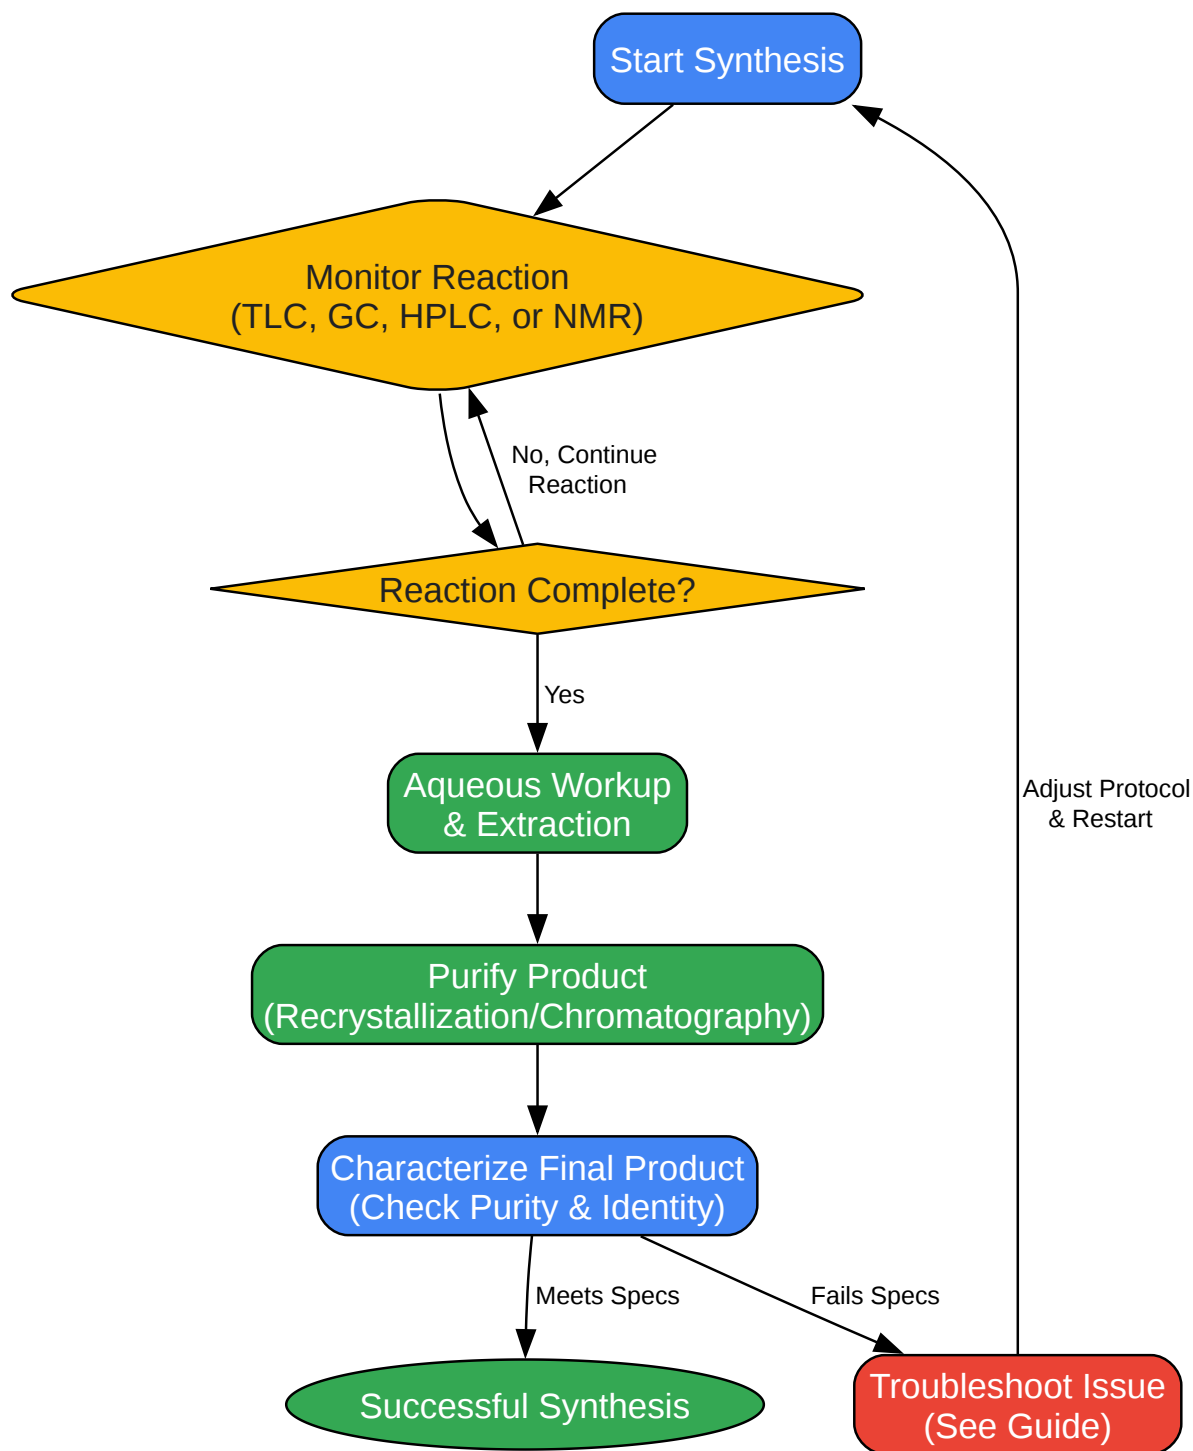 Start Synthesis
Monitor Reaction
(TLC, GC, HPLC, or NMR)
No, Continue
Reaction
Reaction Complete?
Yes
Aqueous Workup
& Extraction
Adjust Protocol
& Restart
Purify Product
(Recrystallization/Chromatography)
Characterize Final Product
(Check Purity & Identity)
Meets Specs
Fails Specs
Successful Synthesis
Troubleshoot Issue
(See Guide)